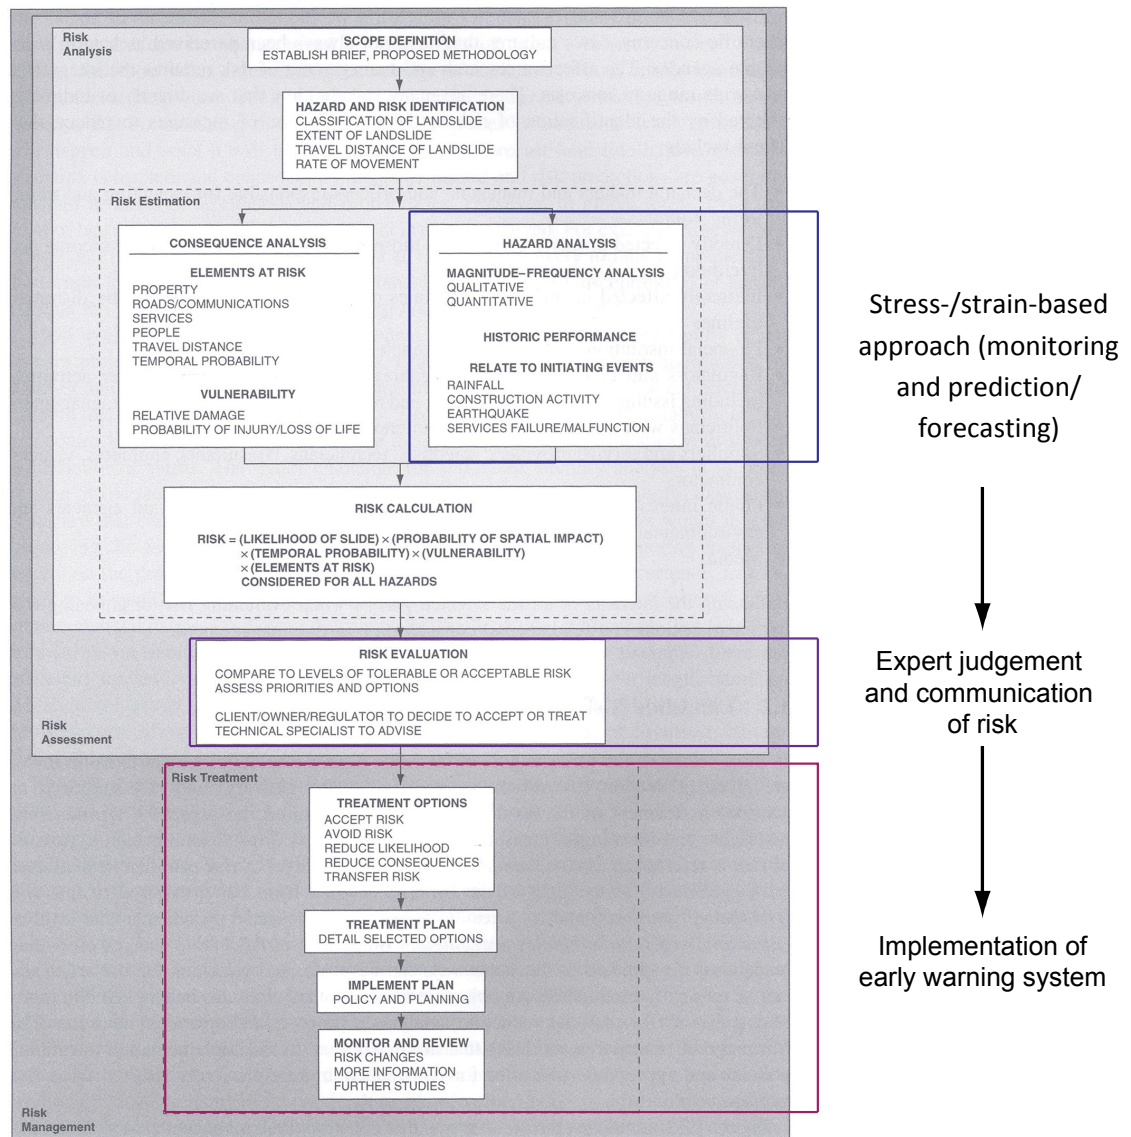 Risk
Analysis
SCOPE DEFINITION
ESTABLISH BRIEF, PROPOSED METHODOLOGY
HAZARD AND RISK IDENTIFICATION
CLASSIFICATION OF LANDSLIDE
EXTENT OF LANDSLIDE
TRAVEL DISTANCE OF LANDSLIDE
RATE OF MOVEMENT
Risk Estimation
CONSEQUENCE ANALYSIS
ELEMENTS AT RISK
PROPERTY
ROADS/COMMUNICATIONS
SERVICES
PEOPLE
TRAVEL DISTANCE
TEMPORAL PROBABILITY
VULNERABILITY
RELATIVE DAMAGE
PROBABILITY OF INJURY/LOSS OF LIFE
HAZARD ANALYSIS
MAGNITUDE–FREQUENCY ANALYSIS
QUALITATIVE
QUANTITATIVE
HISTORIC PERFORMANCE
RELATE TO INITIATING EVENTS
RAINFALL
CONSTRUCTION ACTIVITY
EARTHQUAKE
SERVICES FAILURE/MALFUNCTION
Stress-/strain-based
approach (monitoring
and prediction/
forecasting)
RISK CALCULATION
RISK = (LIKELIHOOD OF SLIDE) × (PROBABILITY OF SPATIAL IMPACT)
× (TEMPORAL PROBABILITY) × (VULNERABILITY)
× (ELEMENTS AT RISK)
CONSIDERED FOR ALL HAZARDS
RISK EVALUATION
COMPARE TO LEVELS OF TOLERABLE OR ACCEPTABLE RISK
ASSESS PRIORITIES AND OPTIONS
CLIENT/OWNER/REGULATOR TO DECIDE TO ACCEPT OR TREAT
TECHNICAL SPECIALIST TO ADVISE
Expert judgement
and communication
of risk
Risk
Assessment
Risk Treatment
TREATMENT OPTIONS
ACCEPT RISK
AVOID RISK
REDUCE LIKELIHOOD
REDUCE CONSEQUENCES
TRANSFER RISK
TREATMENT PLAN
DETAIL SELECTED OPTIONS
IMPLEMENT PLAN
POLICY AND PLANNING
MONITOR AND REVIEW
RISK CHANGES
MORE INFORMATION
FURTHER STUDIES
Implementation of
early warning system
Risk
Management